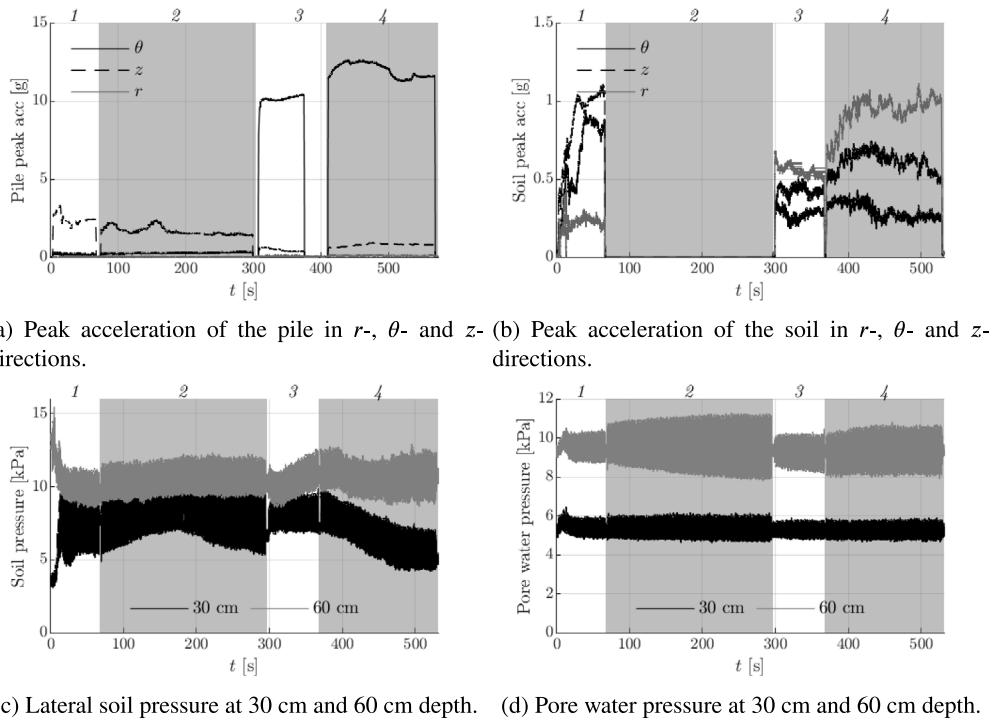 1 2 3 4
15
10
5
0
Pile peak acc [g]
θ
z
r
0 100 200 300 400 500
t [s]
1 2 3 4
1.5
1
0.5
0
Soil peak acc [g]
θ
z
r
0 100 200 300 400 500
t [s]
a) Peak acceleration of the pile in r-, θ- and z-
irections.
(b) Peak acceleration of the soil in r-, θ- and z-
directions.
1 2 3 4
15
10
5
0
Soil pressure [kPa]
30 cm 60 cm
0 100 200 300 400 500
t [s]
1 2 3 4
12
10
8
6
4
2
0
Pore water pressure [kPa]
30 cm 60 cm
0 100 200 300 400 500
t [s]
c) Lateral soil pressure at 30 cm and 60 cm depth.
(d) Pore water pressure at 30 cm and 60 cm depth.